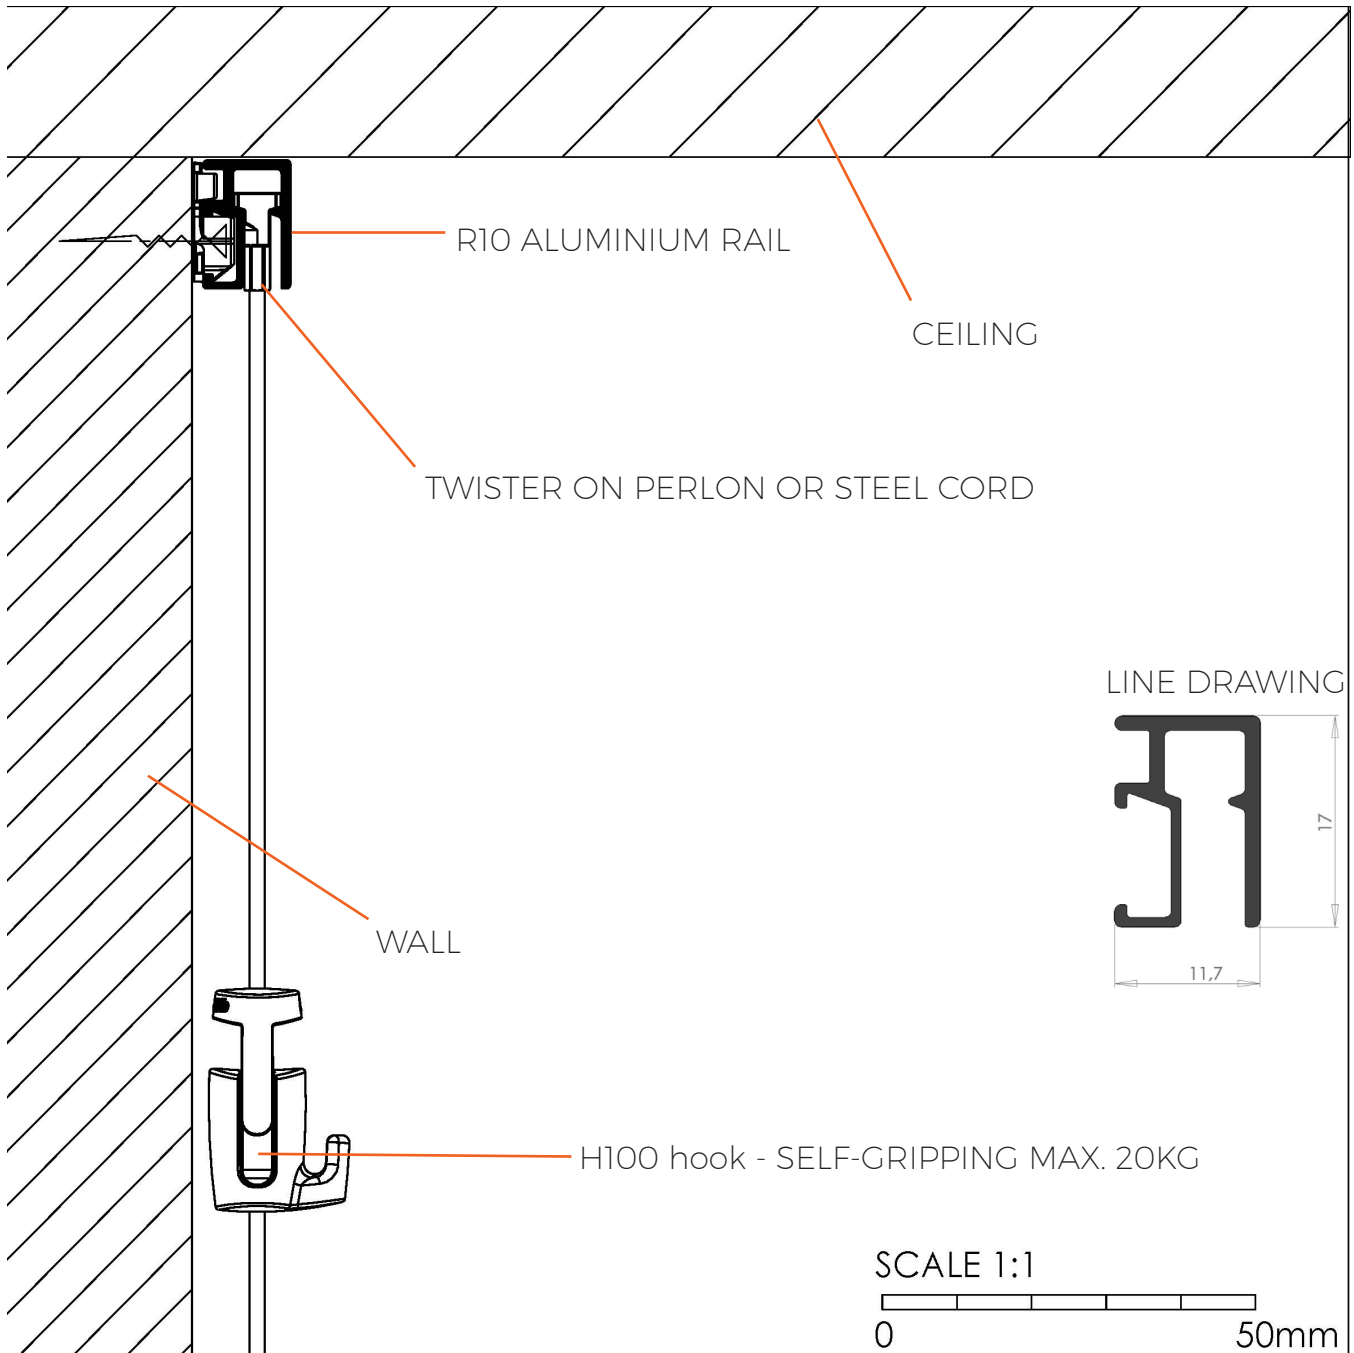 R10 ALUMINIUM RAIL
CEILING
TWISTER ON PERLON OR STEEL CORD
LINE DRAWING
17
11,7
WALL
H100 hook - SELF-GRIPPING MAX. 20KG
SCALE 1:1
0 50mm